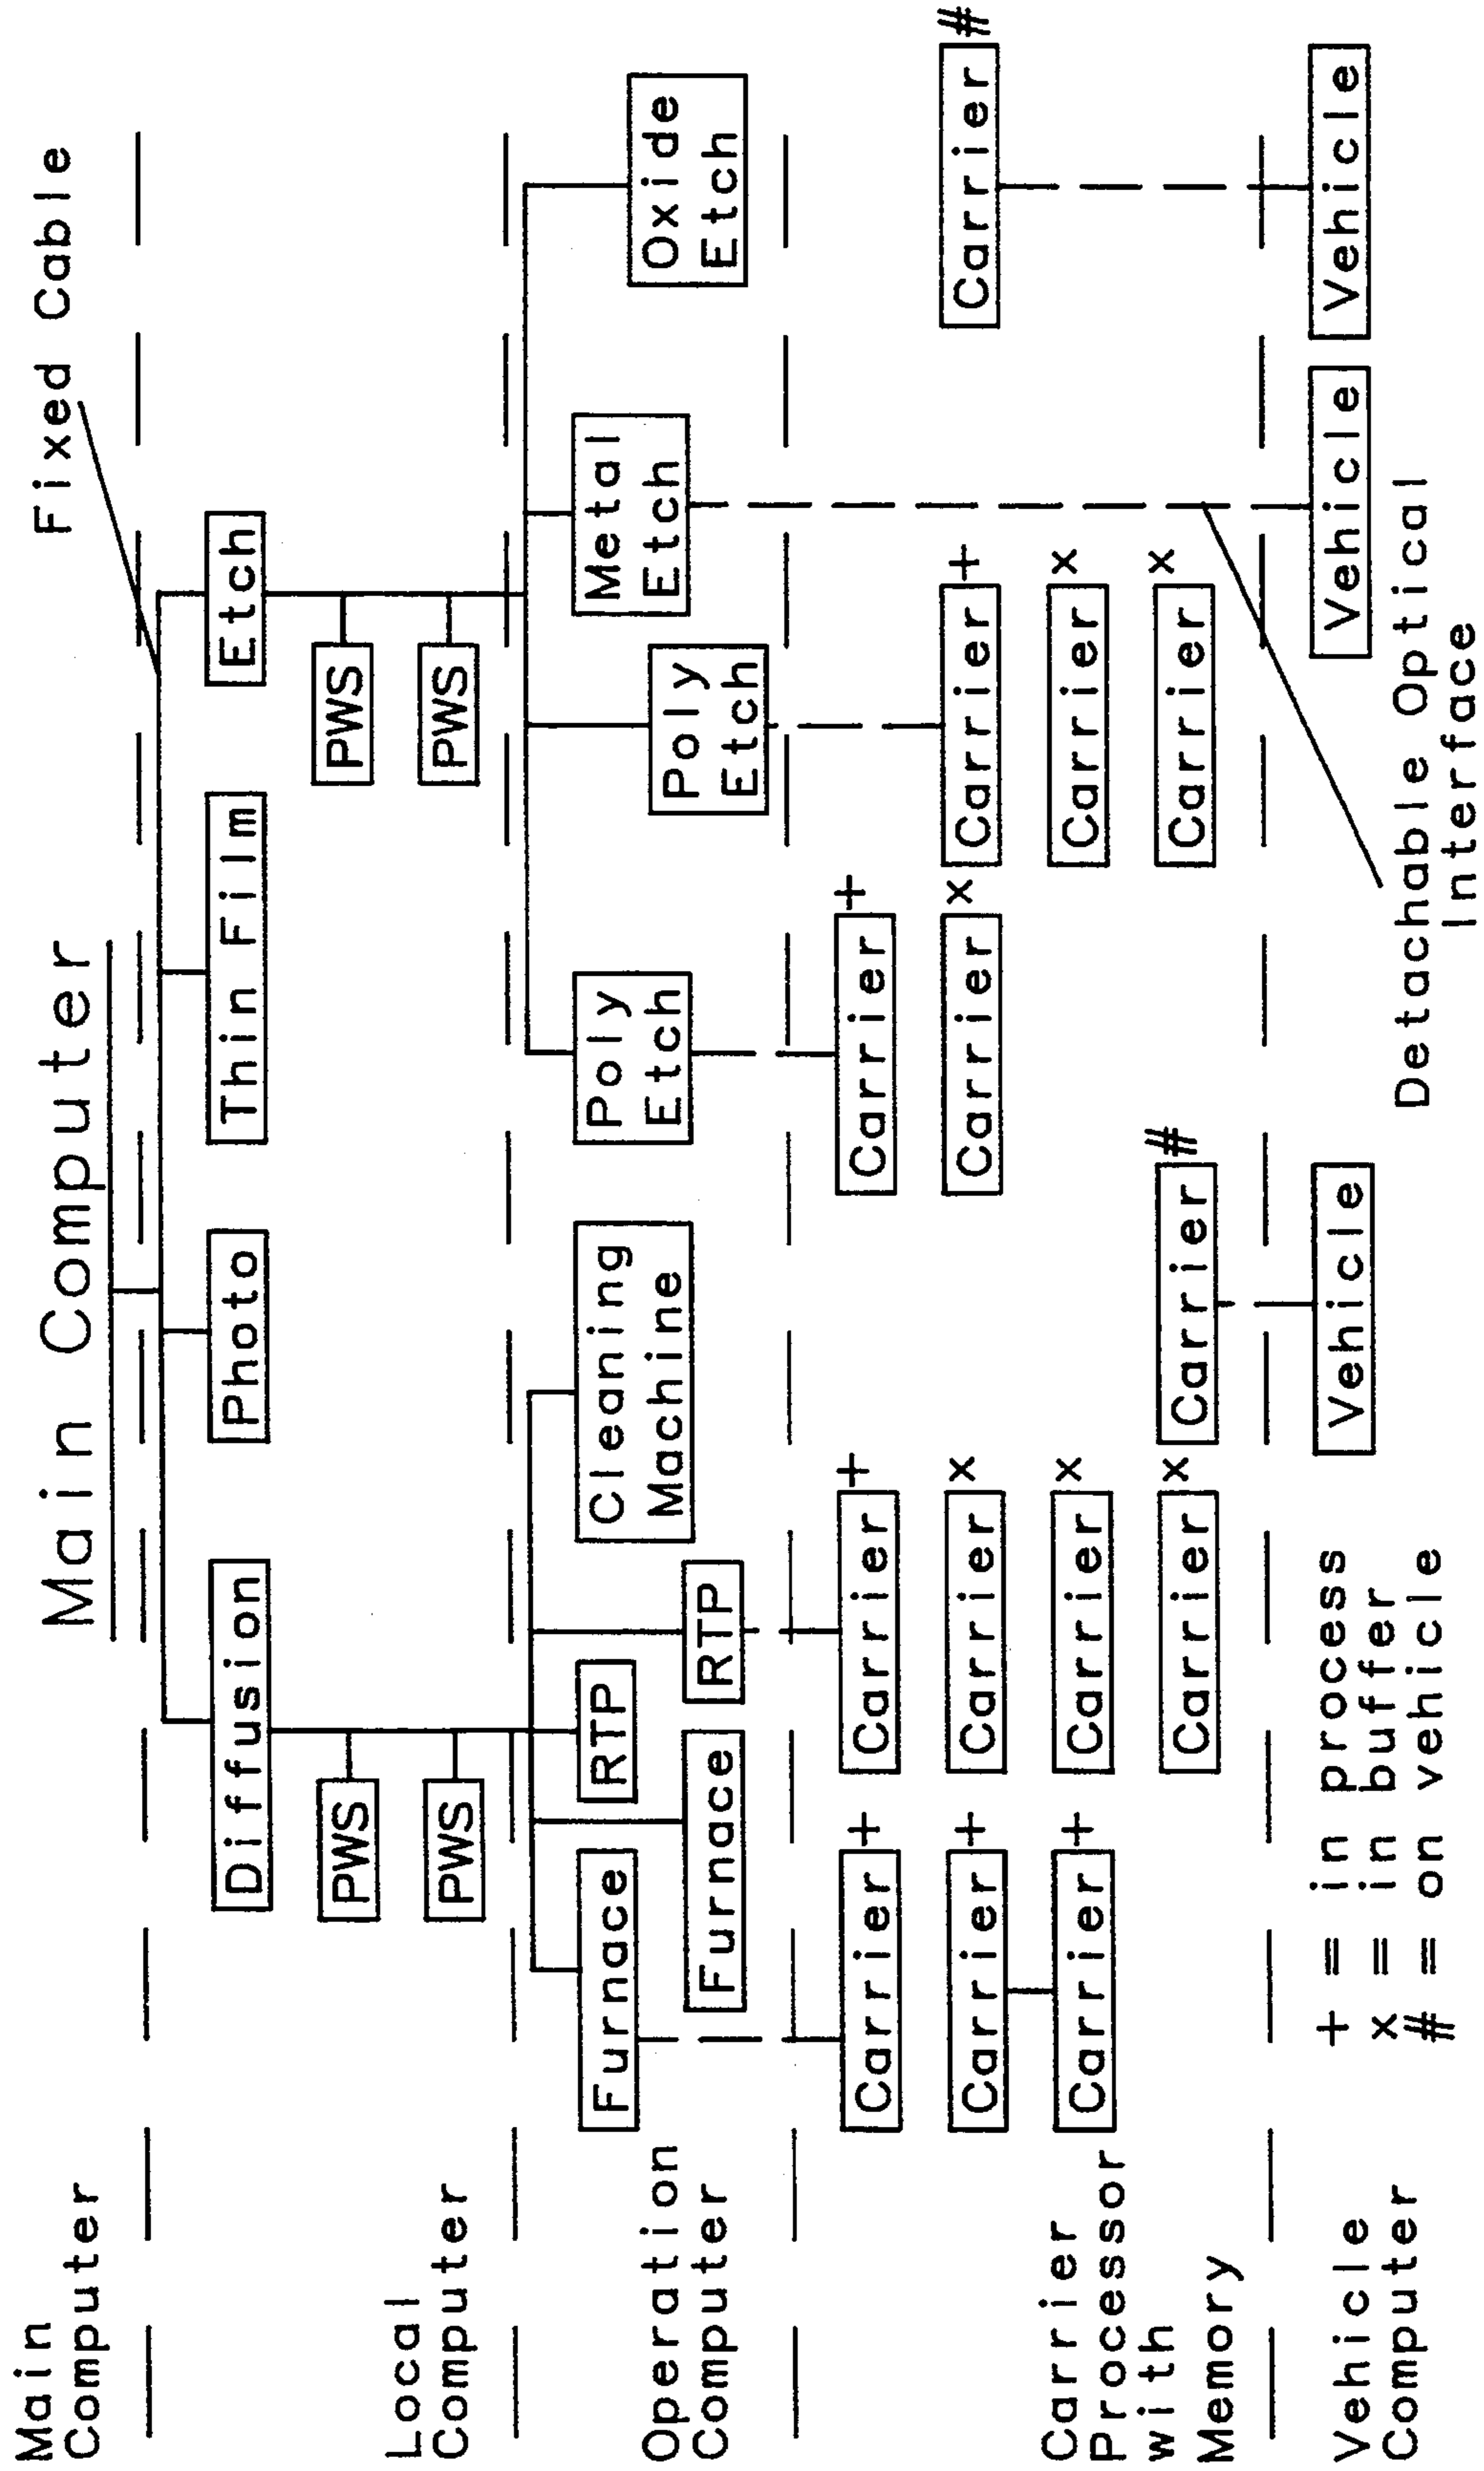 Main Computer
Fixed Cable
Main
Computer
Diffusion
Photo
Thin Film
Etch
PWS
PWS
PWS
PWS
Local
Computer
Furnace
Furnace
RTP
RTP
Cleaning
Machine
Poly
Etch
Poly
Etch
Metal
Etch
Oxide
Etch
Operation
Computer
Carrier +
Carrier +
Carrier +
Carrier +
Carrier x
Carrier x
Carrier x
Carrier #
Carrier +
Carrier x
Carrier +
Carrier x
Carrier x
Carrier #
Carrier
Processor
with
Memory
Vehicle
Vehicle
Vehicle
Vehicle
Computer
+ = in process
x = in buffer
# = on vehicle
Detachable Optical
Interface